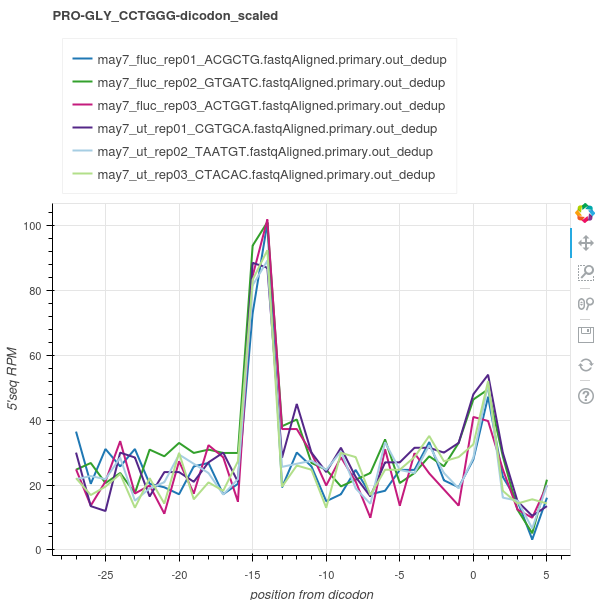 PRO-GLY_CCTGGG-dicodon_scaled
may7_fluc_rep01_ACGCTG.fastqAligned.primary.out_dedup
may7_fluc_rep02_GTGATC.fastqAligned.primary.out_dedup
may7_fluc_rep03_ACTGGT.fastqAligned.primary.out_dedup
may7_ut_rep01_CGTGCA.fastqAligned.primary.out_dedup
may7_ut_rep02_TAATGT.fastqAligned.primary.out_dedup
may7_ut_rep03_CTACAC.fastqAligned.primary.out_dedup
100
80
60
40
20
0
5'seq RPM
-25 -20 -15 -10 -5 0 5
position from dicodon